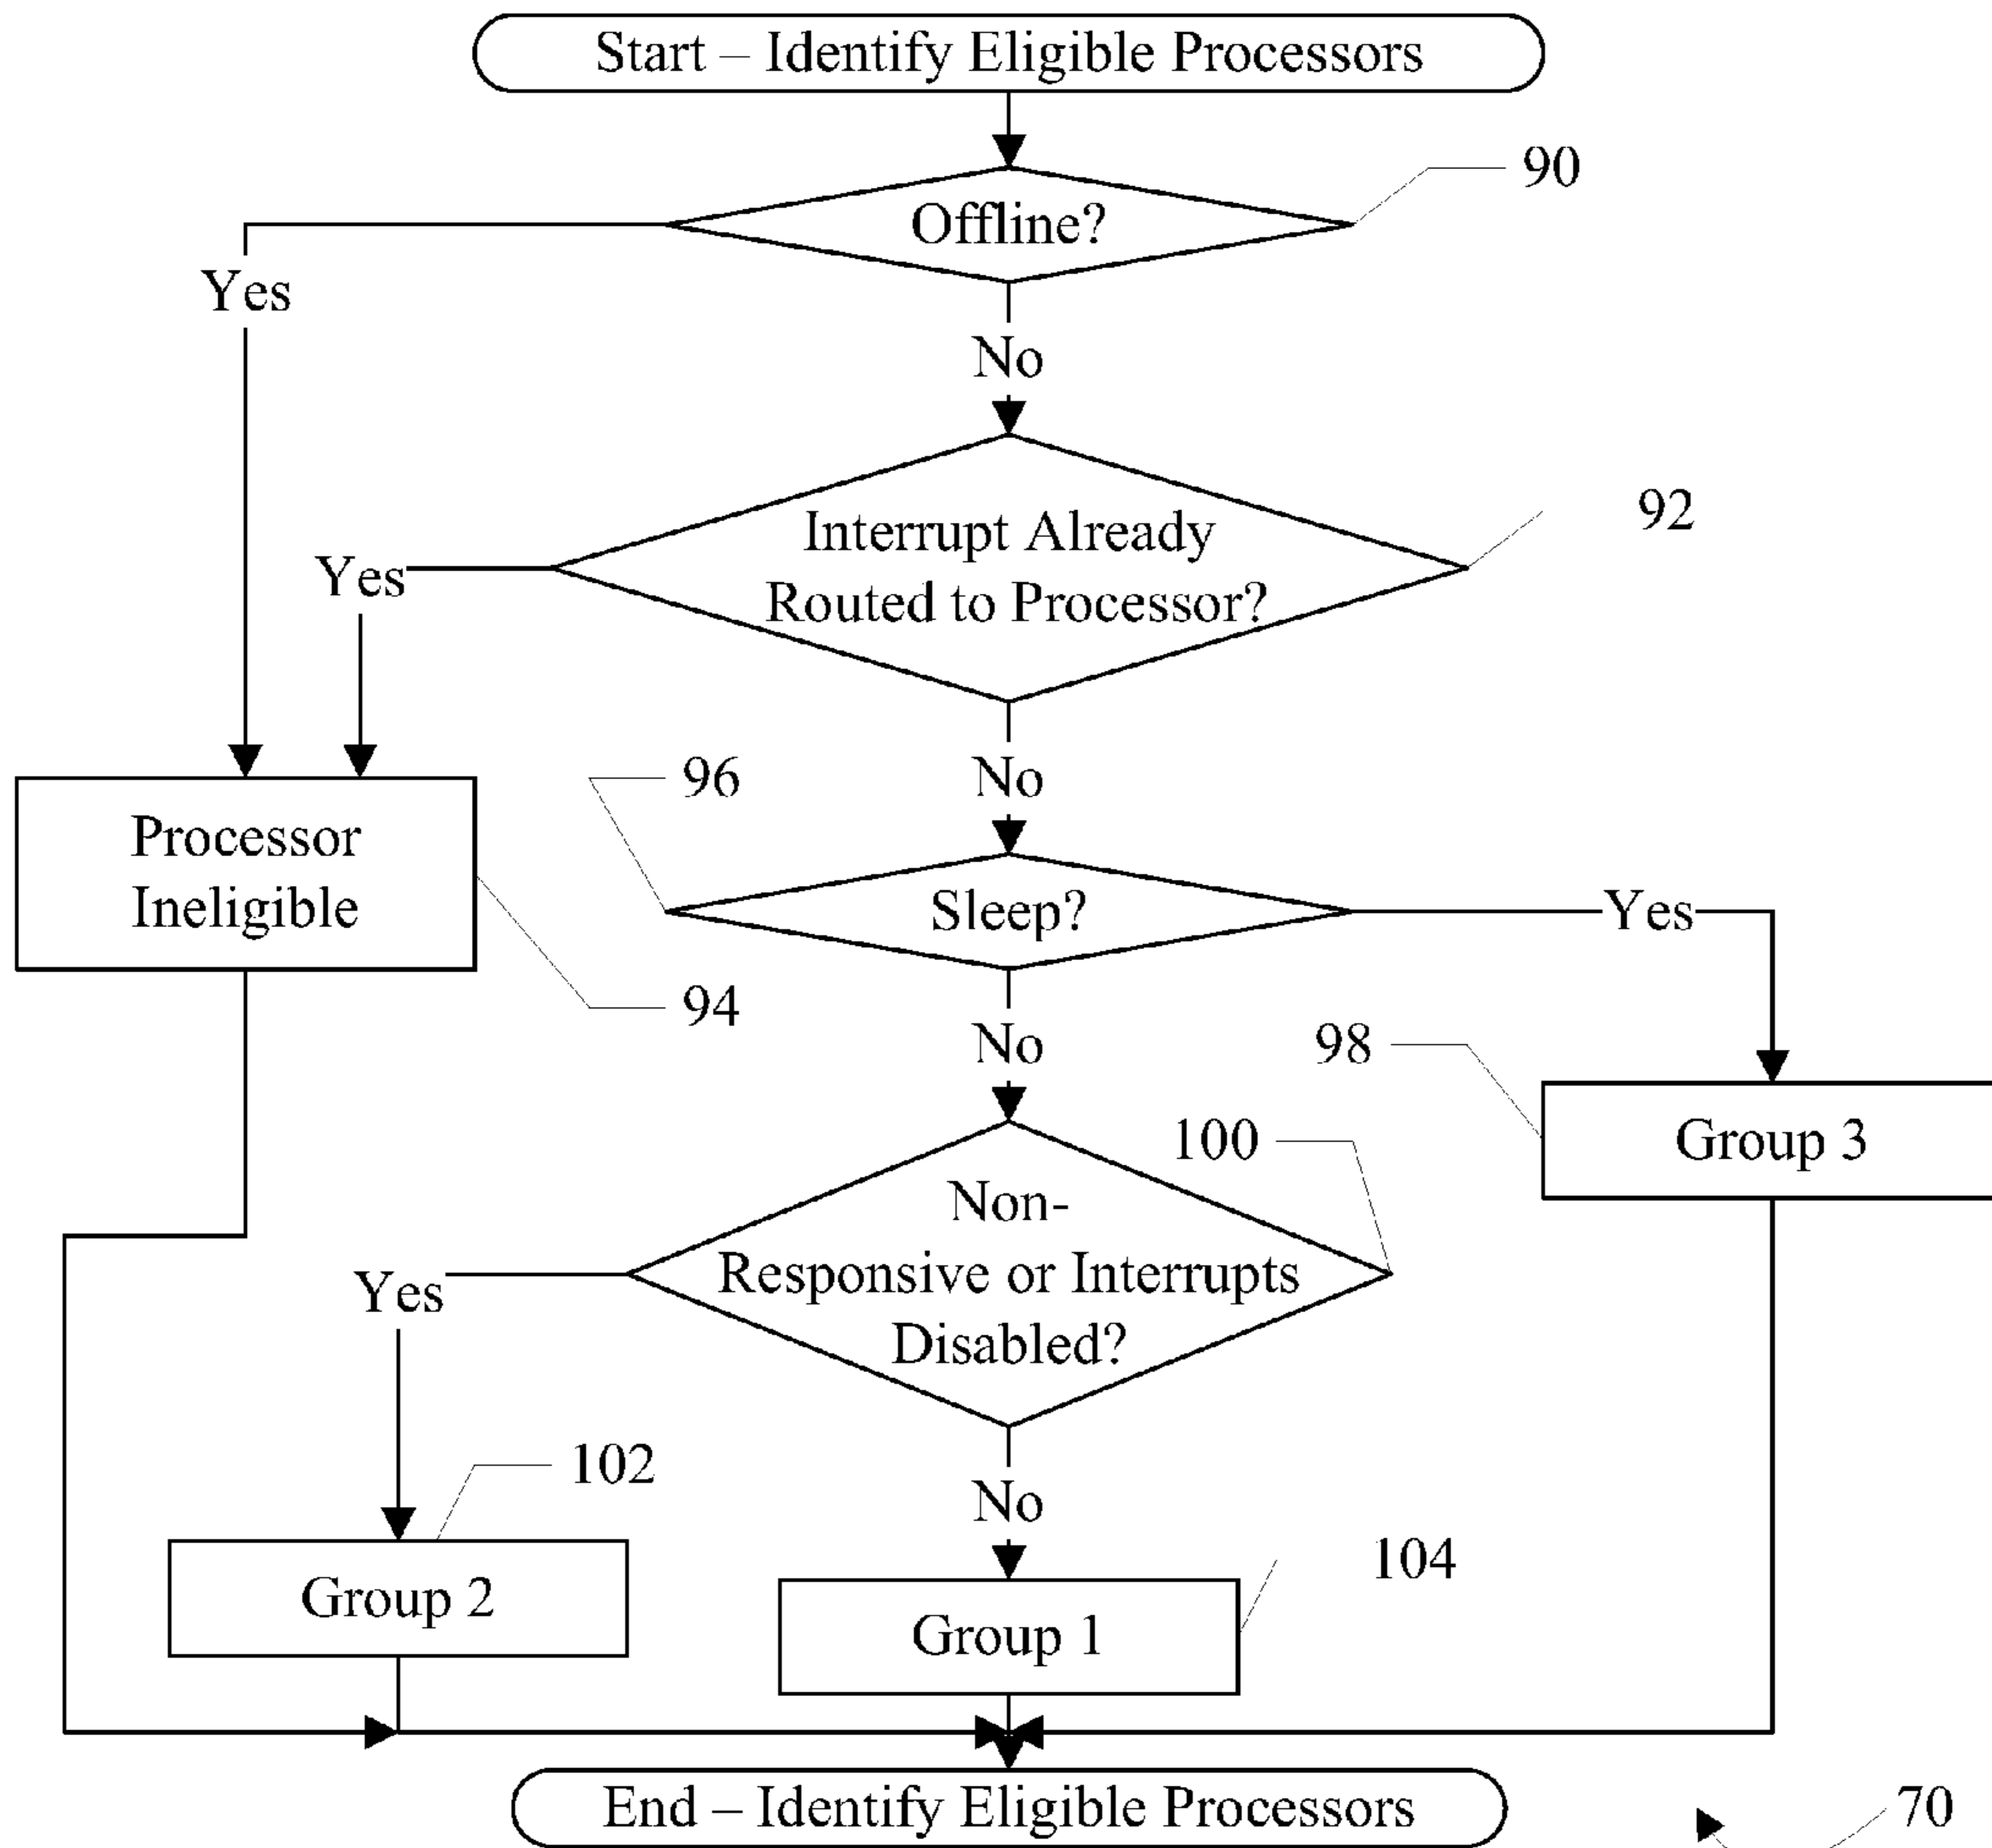 Start – Identify Eligible Processors
90
Offline?
Yes
No
92
Interrupt Already
Routed to Processor?
Yes
No
96
Processor
Ineligible
Sleep?
Yes
94
No
98
100
Group 3
Non-
Responsive or Interrupts
Disabled?
Yes
102
No
104
Group 2
Group 1
End – Identify Eligible Processors
70